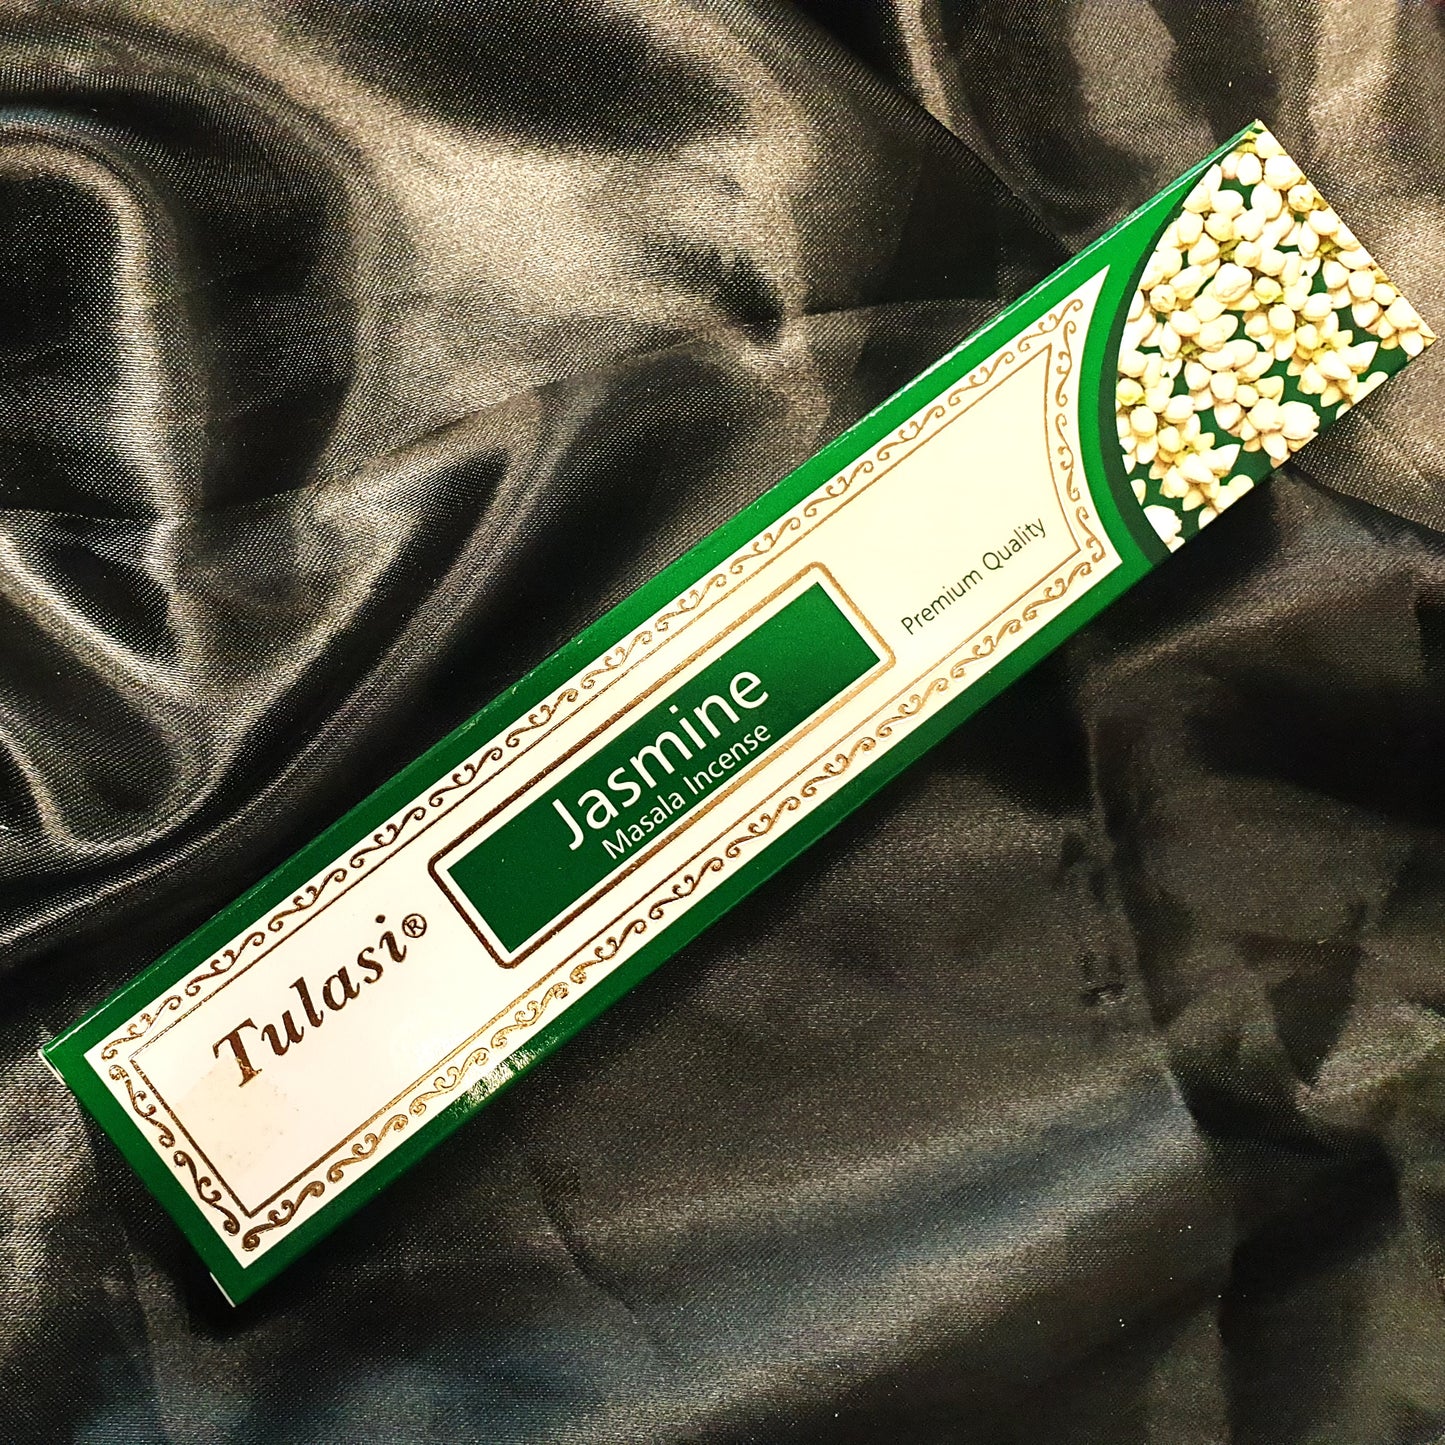 Tulasi®
Jasmine
Masala Incense
Premium Quality